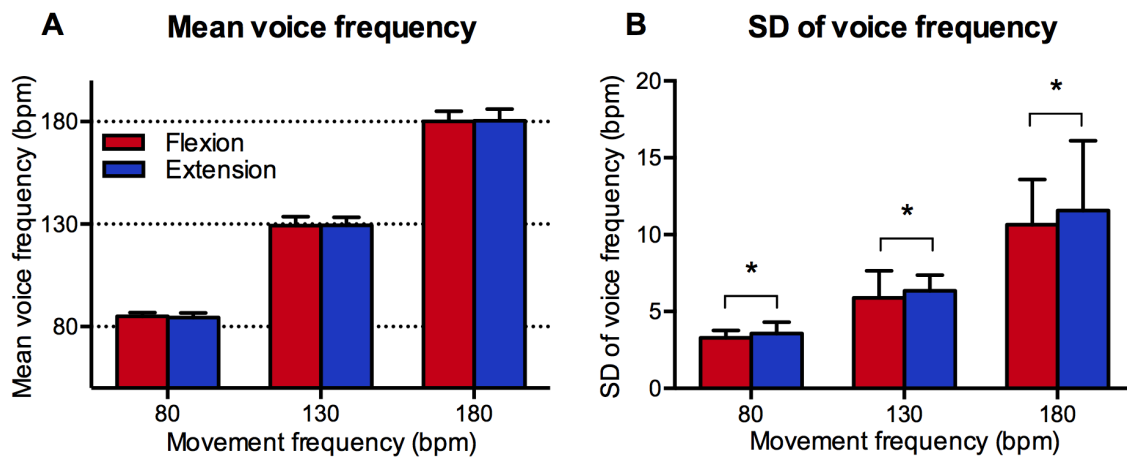 A Mean voice frequency
Mean voice frequency (bpm)
180
130
80
Flexion
Extension
80 130 180
Movement frequency (bpm)
B SD of voice frequency
SD of voice frequency (bpm)
20
15
10
5
0
*
*
*
80 130 180
Movement frequency (bpm)